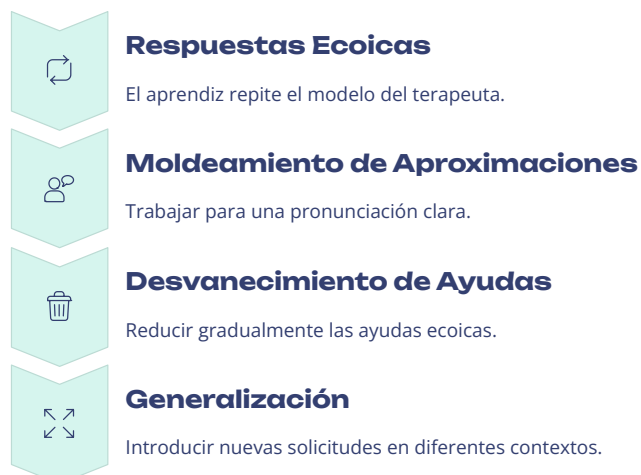 Respuestas Ecoicas
El aprendiz repite el modelo del terapeuta.
Moldeamiento de Aproximaciones
Trabajar para una pronunciación clara.
Desvanecimiento de Ayudas
Reducir gradualmente las ayudas ecoicas.
Generalización
Introducir nuevas solicitudes en diferentes contextos.